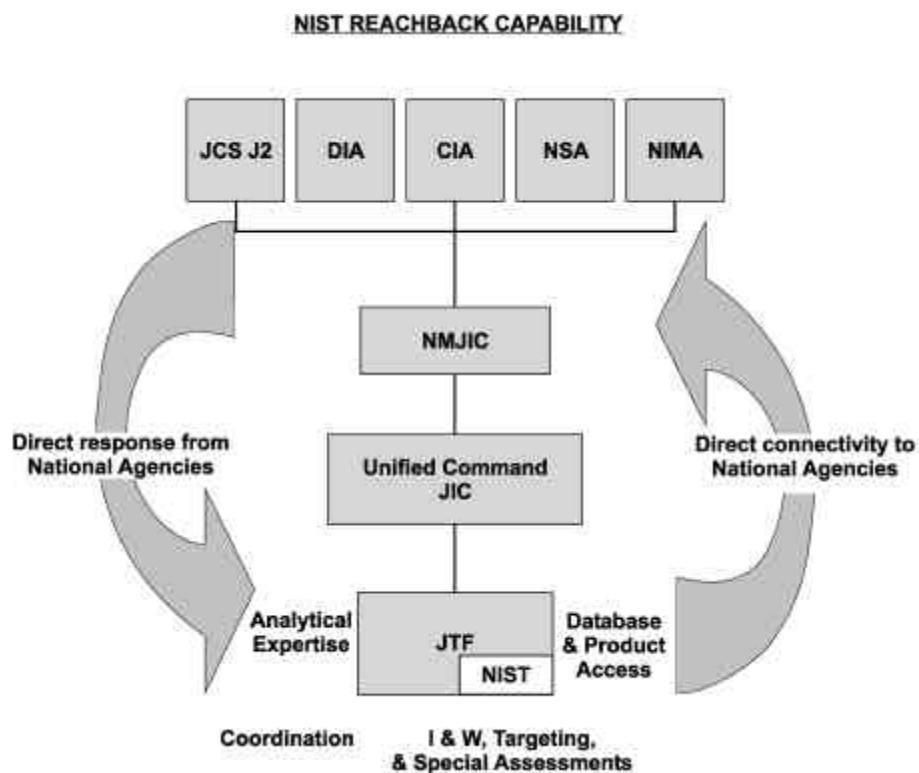 NIST REACHBACK CAPABILITY
JCS J2
DIA
CIA
NSA
NIMA
NMJIC
Direct response from
National Agencies
Direct connectivity to
National Agencies
Unified Command
JIC
Analytical
Expertise
JTF
NIST
Database
& Product
Access
Coordination
I & W, Targeting,
& Special Assessments